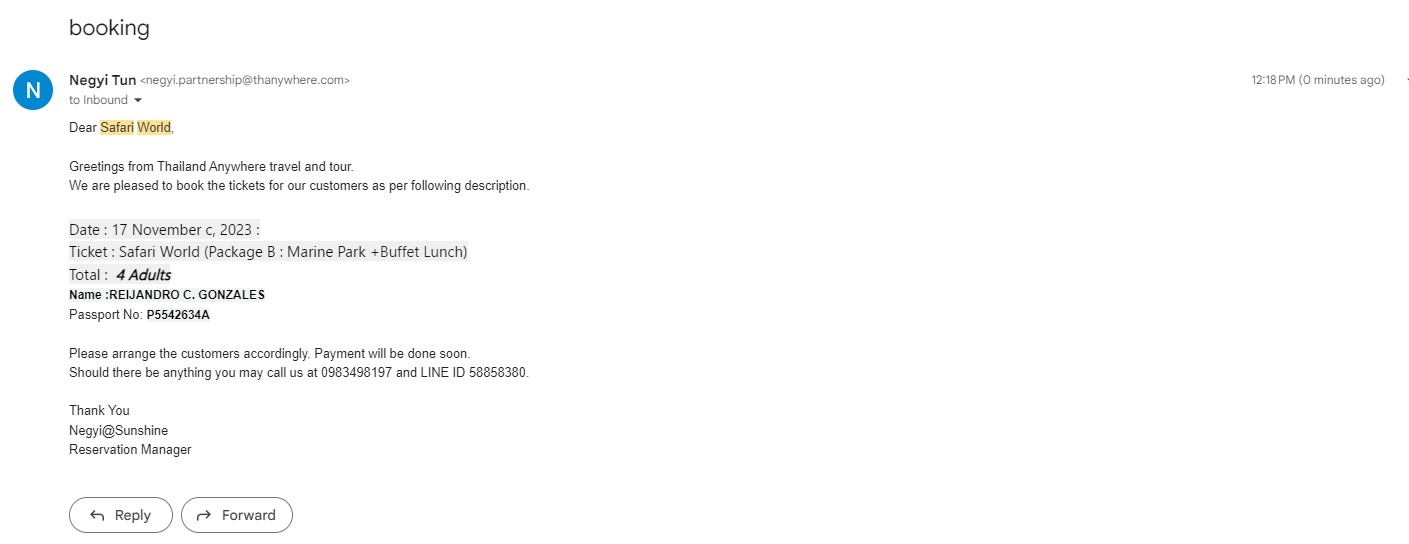 booking
N
Negyi Tun <negyi.partnership@thanywhere.com>
12:18 PM (0 minutes ago)
to Inbound
Dear Safari World,
Greetings from Thailand Anywhere travel and tour.
We are pleased to book the tickets for our customers as per following description.
Date : 17 November c, 2023 :
Ticket : Safari World (Package B : Marine Park +Buffet Lunch)
Total : 4 Adults
Name :REIJANDRO C. GONZALES
Passport No: P5542634A
Please arrange the customers accordingly. Payment will be done soon.
Should there be anything you may call us at 0983498197 and LINE ID 58858380.
Thank You
Negyi@Sunshine
Reservation Manager
Reply
Forward